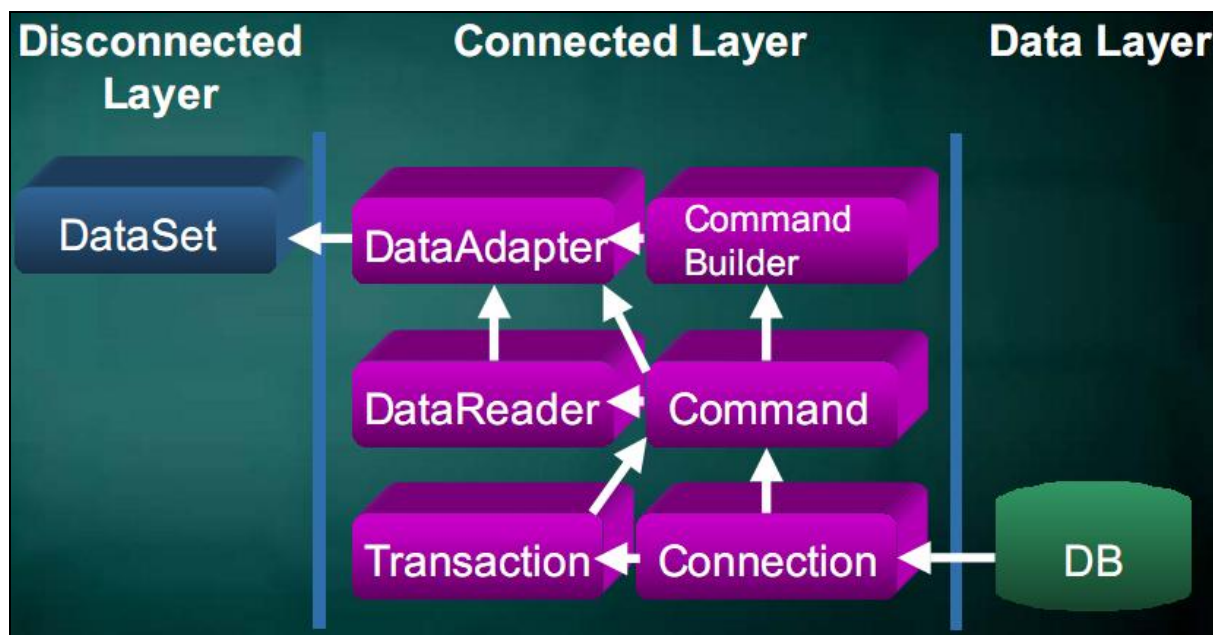 Disconnected
Layer
Connected Layer
Data Layer
DataSet
DataAdapter
Command
Builder
DataReader
Command
Transaction
Connection
DB